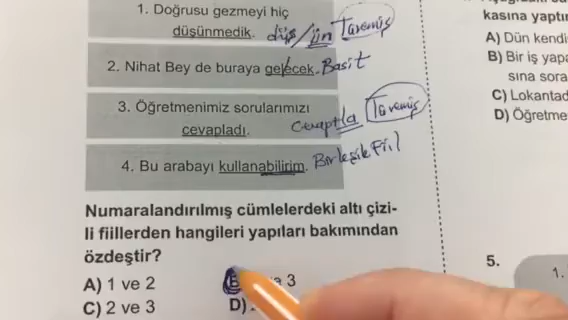 1. Doğrusu gezmeyi hiç
düşünmedik. düş/ün Türemiş
2. Nihat Bey de buraya gelecek. Basit
3. Öğretmenimiz sorularımızı
cevapladı. Cevap+la Türemiş
4. Bu arabayı kullanabilirim. Birleşik Fiil
Numaralandırılmış cümlelerdeki altı çizi-
li fiillerden hangileri yapıları bakımından
özdeştir?
A) 1 ve 2
3
C) 2 ve 3
D)
kasına yaptır
A) Dün kendi
B) Bir iş yapa
sına sora
C) Lokantad
D) Öğretme
5.
1.